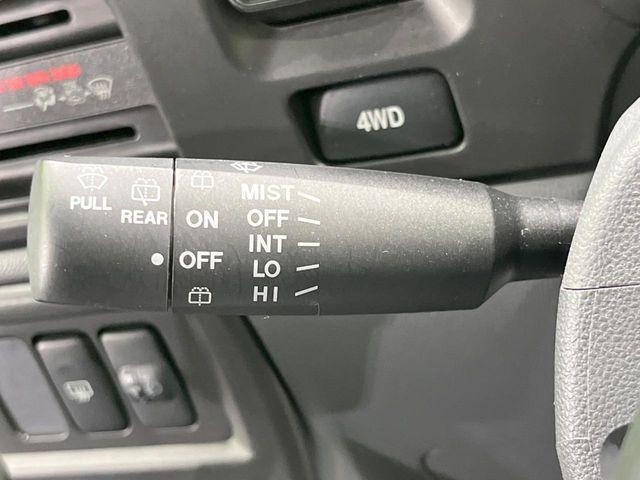 4WD
PULL
REAR
ON
OFF
MIST
OFF
INT
LO
HI